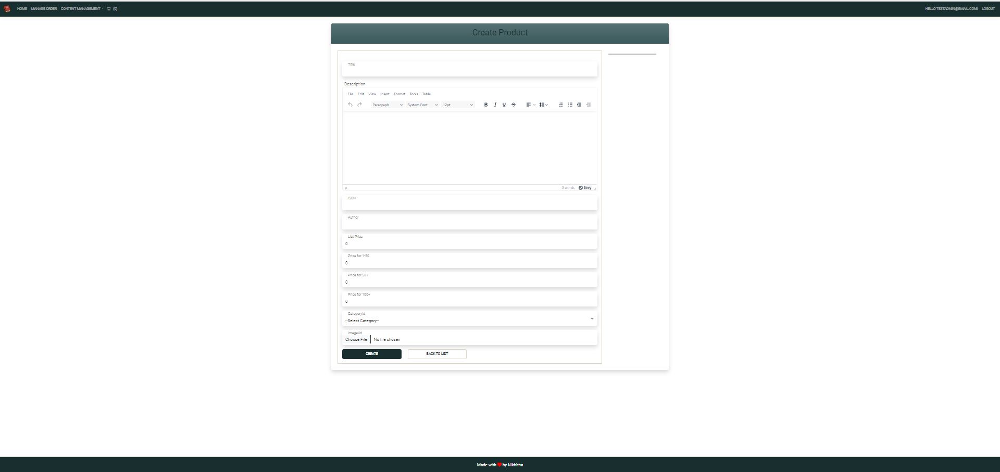 HOME MANAGE ORDER CONTENT MANAGEMENT (0) HELLO TESTADMIN@GMAIL.COM! LOGOUT
Create Product
Title
Description
File Edit View Insert Format Tools Table
Paragraph System Font 12pt B I U S
p 0 words tiny
ISBN
Author
List Price
0
Price for 1-50
0
Price for 50+
0
Price for 100+
0
CategoryId
--Select Category--
ImageUrl
Choose File No file chosen
CREATE BACK TO LIST
Made with ❤ by Nikhitha